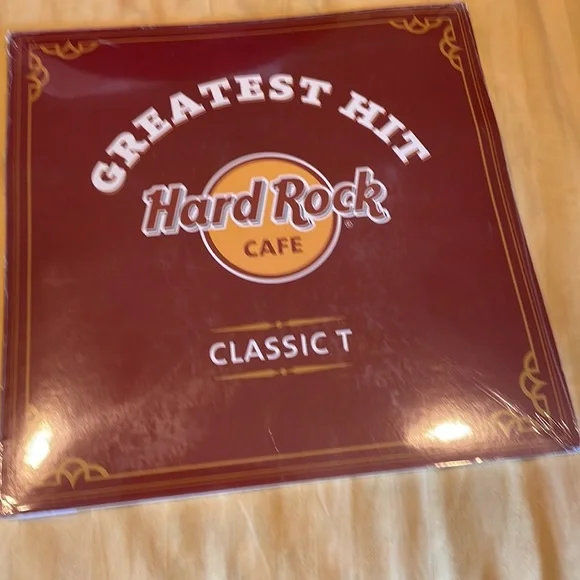 GREATEST HIT
Hard Rock
®
CAFE
CLASSIC T